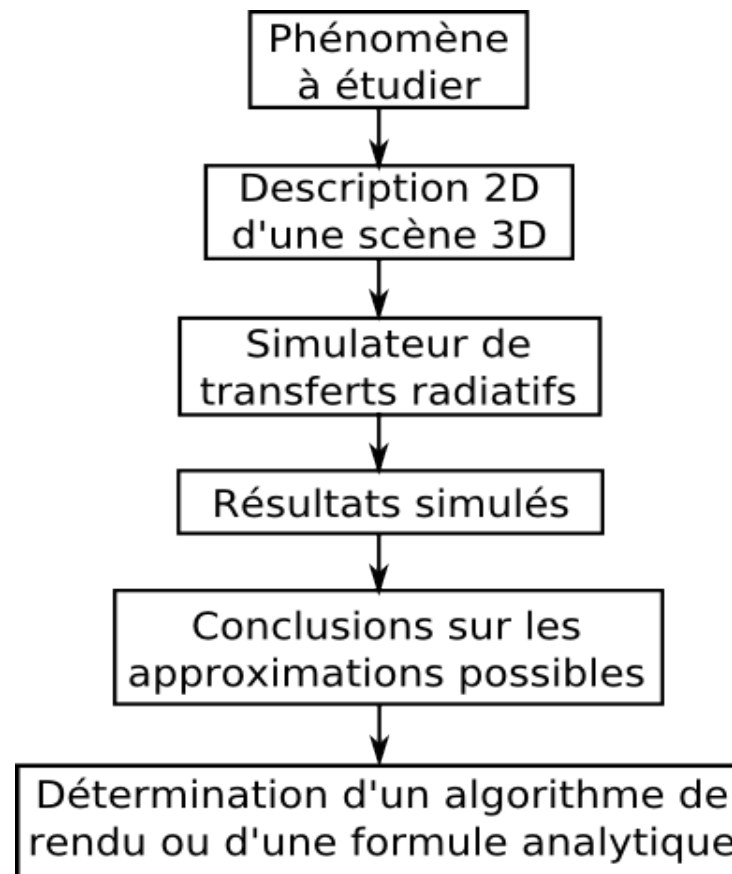 Phénomène
à étudier
Description 2D
d'une scène 3D
Simulateur de
transferts radiatifs
Résultats simulés
Conclusions sur les
approximations possibles
Détermination d'un algorithme de
rendu ou d'une formule analytique